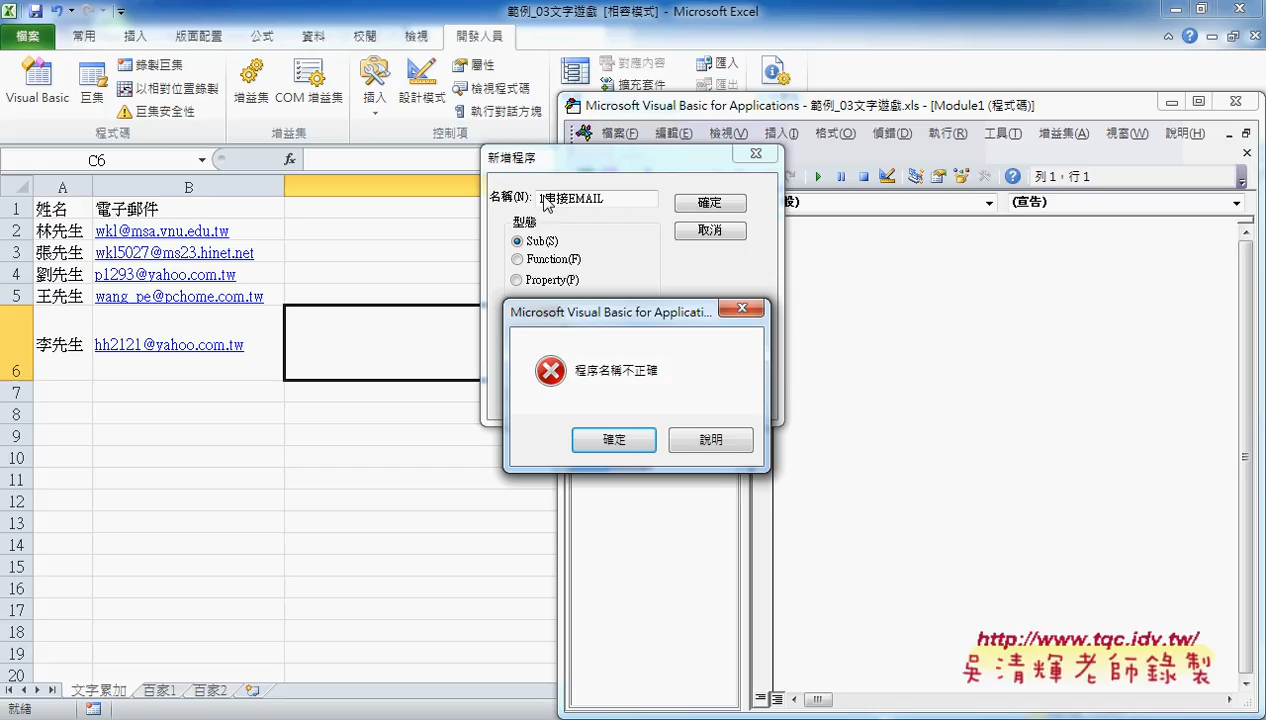 範例_03文字遊戲 [相容模式] - Microsoft Excel
檔案 常用 插入 版面配置 公式 資料 校閱 檢視 開發人員
Visual Basic 巨集 錄製巨集 以相對位置錄製 巨集安全性
程式碼
增益集 COM 增益集
增益集
插入 設計模式 屬性 檢視程式碼 執行對話方塊
控制項
對應內容 擴充套件 匯入 匯出
C6 fx
A B
1 姓名 電子郵件
2 林先生 wkl@msa.vnu.edu.tw
3 張先生 wkl5027@ms23.hinet.net
4 劉先生 p1293@yahoo.com.tw
5 王先生 wang_pe@pchome.com.tw
6 李先生 hh2121@yahoo.com.tw
7
8
9
10
11
12
13
14
15
16
17
18
19
20
文字累加 百家1 百家2
就緒
Microsoft Visual Basic for Applications - 範例_03文字遊戲.xls - [Module1 (程式碼)]
檔案(F) 編輯(E) 檢視(V) 插入(I) 格式(O) 偵錯(D) 執行(R) 工具(T) 增益集(A) 視窗(W) 說明(H)
列 1，行 1
(宣告)
新增程序
名稱(N): 1串接EMAIL
確定
型態
取消
Sub(S)
Function(F)
Property(P)
Microsoft Visual Basic for Applicati...
程序名稱不正確
確定 說明
http://www.tqc.idv.tw/
吳清輝老師錄製